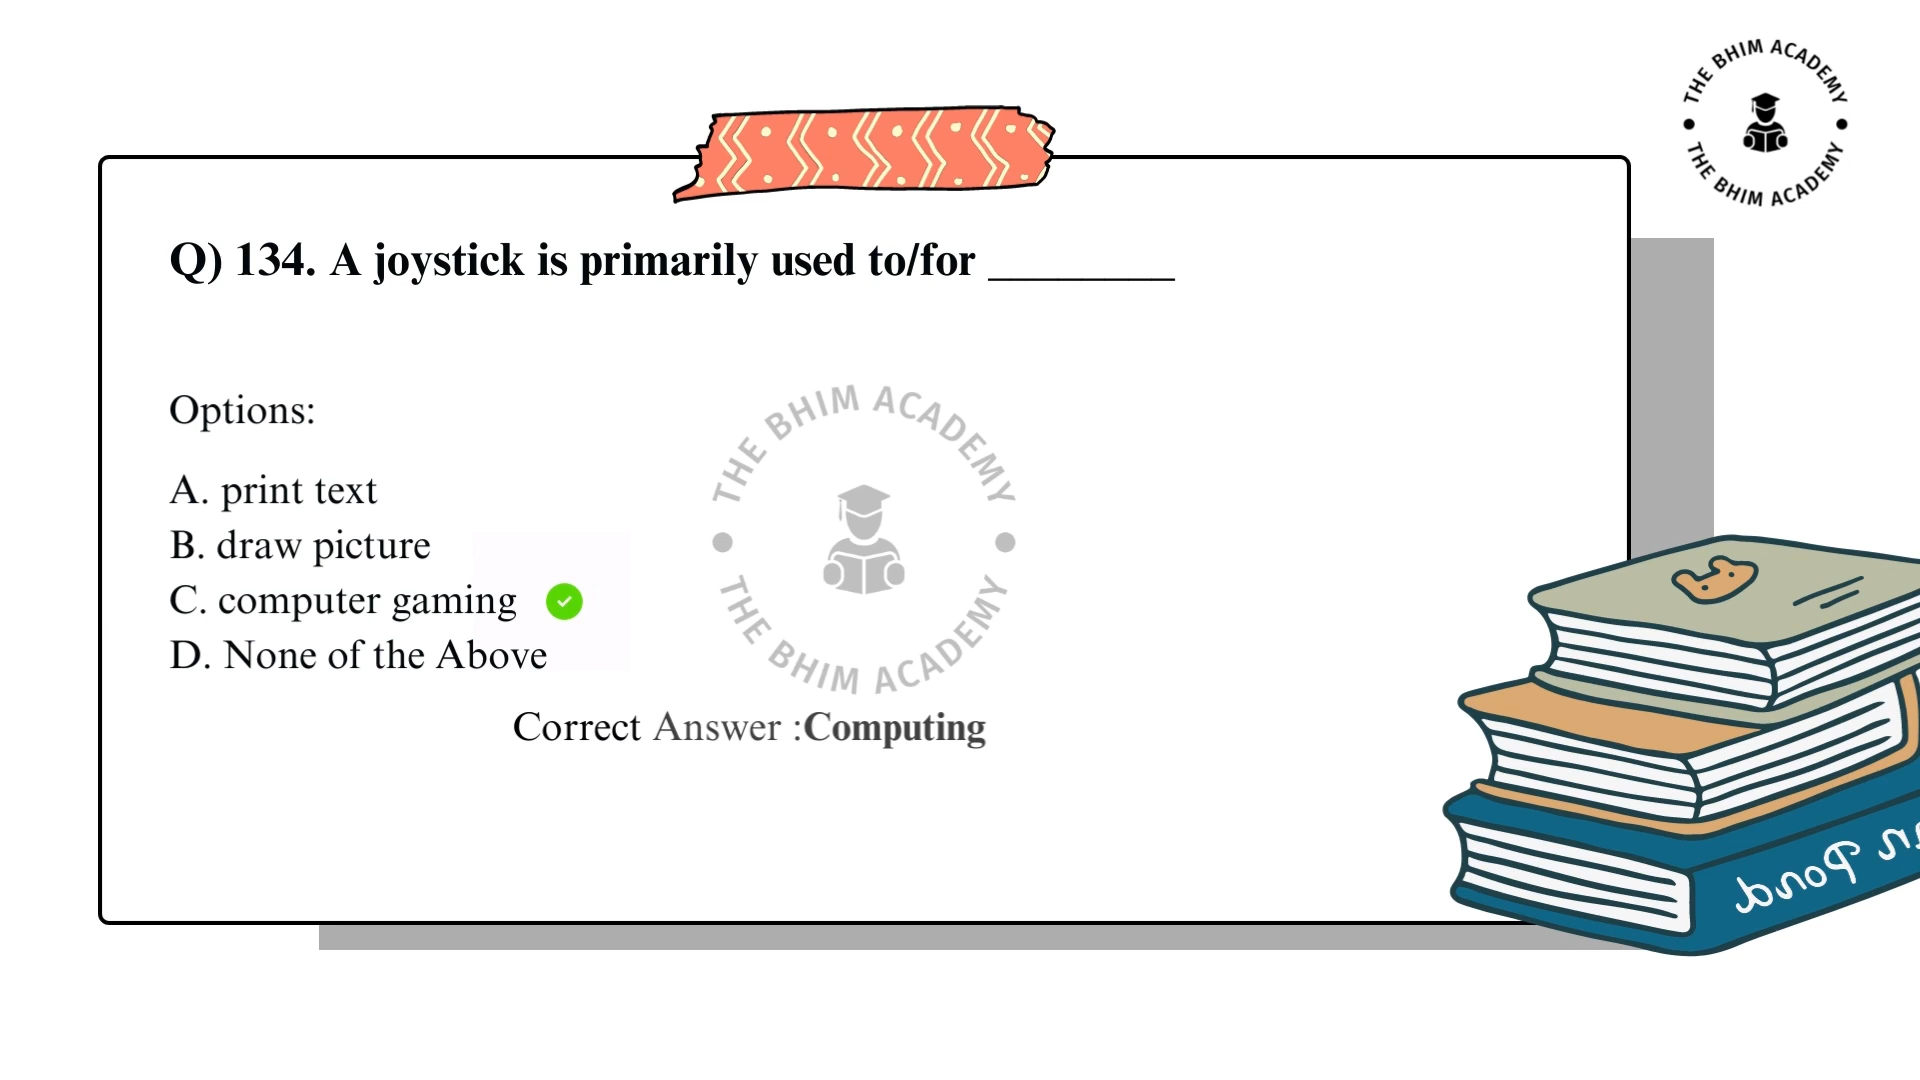 THE BHIM ACADEMY
THE BHIM ACADEMY
Q) 134. A joystick is primarily used to/for ________
Options:
A. print text
B. draw picture
C. computer gaming
D. None of the Above
THE BHIM ACADEMY
THE BHIM ACADEMY
Correct Answer :Computing
Pond